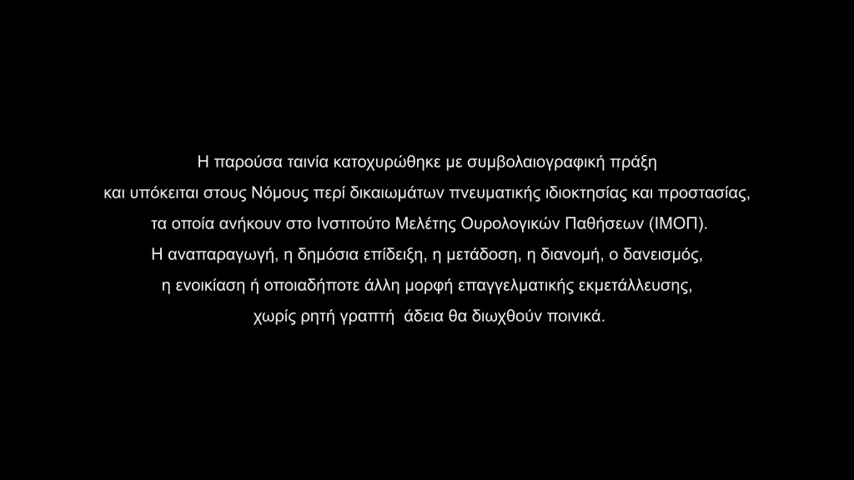 Η παρούσα ταινία κατοχυρώθηκε με συμβολαιογραφική πράξη
και υπόκειται στους Νόμους περί δικαιωμάτων πνευματικής ιδιοκτησίας και προστασίας,
τα οποία ανήκουν στο Ινστιτούτο Μελέτης Ουρολογικών Παθήσεων (ΙΜΟΠ).
Η αναπαραγωγή, η δημόσια επίδειξη, η μετάδοση, η διανομή, ο δανεισμός,
η ενοικίαση ή οποιαδήποτε άλλη μορφή επαγγελματικής εκμετάλλευσης,
χωρίς ρητή γραπτή  άδεια θα διωχθούν ποινικά.